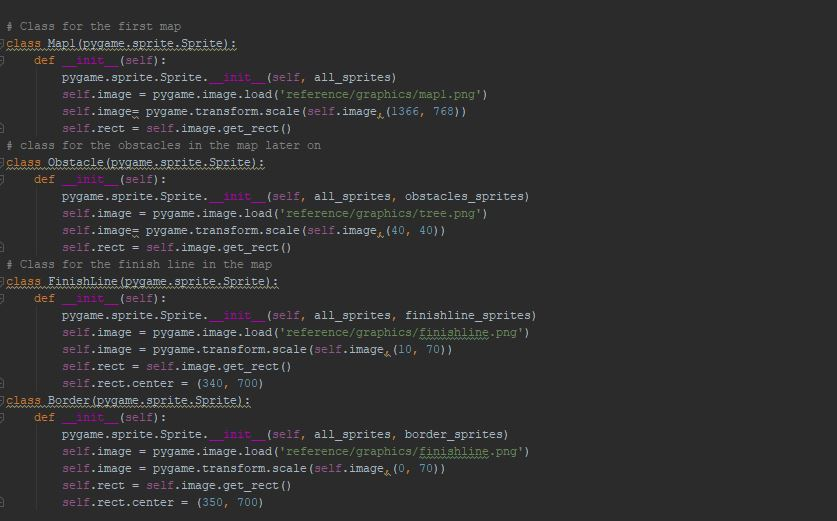 # Class for the first map
class Map1(pygame.sprite.Sprite):
    def __init__(self):
        pygame.sprite.Sprite.__init__(self, all_sprites)
        self.image = pygame.image.load('reference/graphics/map1.png')
        self.image= pygame.transform.scale(self.image,(1366, 768))
        self.rect = self.image.get_rect()
# class for the obstacles in the map later on
class Obstacle(pygame.sprite.Sprite):
    def __init__(self):
        pygame.sprite.Sprite.__init__(self, all_sprites, obstacles_sprites)
        self.image = pygame.image.load('reference/graphics/tree.png')
        self.image= pygame.transform.scale(self.image,(40, 40))
        self.rect = self.image.get_rect()
# Class for the finish line in the map
class FinishLine(pygame.sprite.Sprite):
    def __init__(self):
        pygame.sprite.Sprite.__init__(self, all_sprites, finishline_sprites)
        self.image = pygame.image.load('reference/graphics/finishline.png')
        self.image = pygame.transform.scale(self.image,(10, 70))
        self.rect = self.image.get_rect()
        self.rect.center = (340, 700)
class Border(pygame.sprite.Sprite):
    def __init__(self):
        pygame.sprite.Sprite.__init__(self, all_sprites, border_sprites)
        self.image = pygame.image.load('reference/graphics/finishline.png')
        self.image = pygame.transform.scale(self.image,(0, 70))
        self.rect = self.image.get_rect()
        self.rect.center = (350, 700)